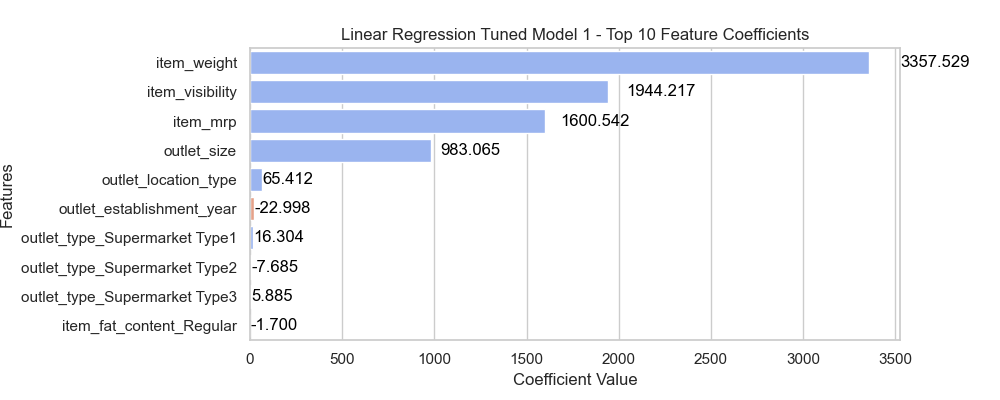 Linear Regression Tuned Model 1 - Top 10 Feature Coefficients
Features
item_weight 3357.529
item_visibility 1944.217
item_mrp 1600.542
outlet_size 983.065
outlet_location_type 65.412
outlet_establishment_year -22.998
outlet_type_Supermarket Type1 16.304
outlet_type_Supermarket Type2 -7.685
outlet_type_Supermarket Type3 5.885
item_fat_content_Regular -1.700
0 500 1000 1500 2000 2500 3000 3500
Coefficient Value